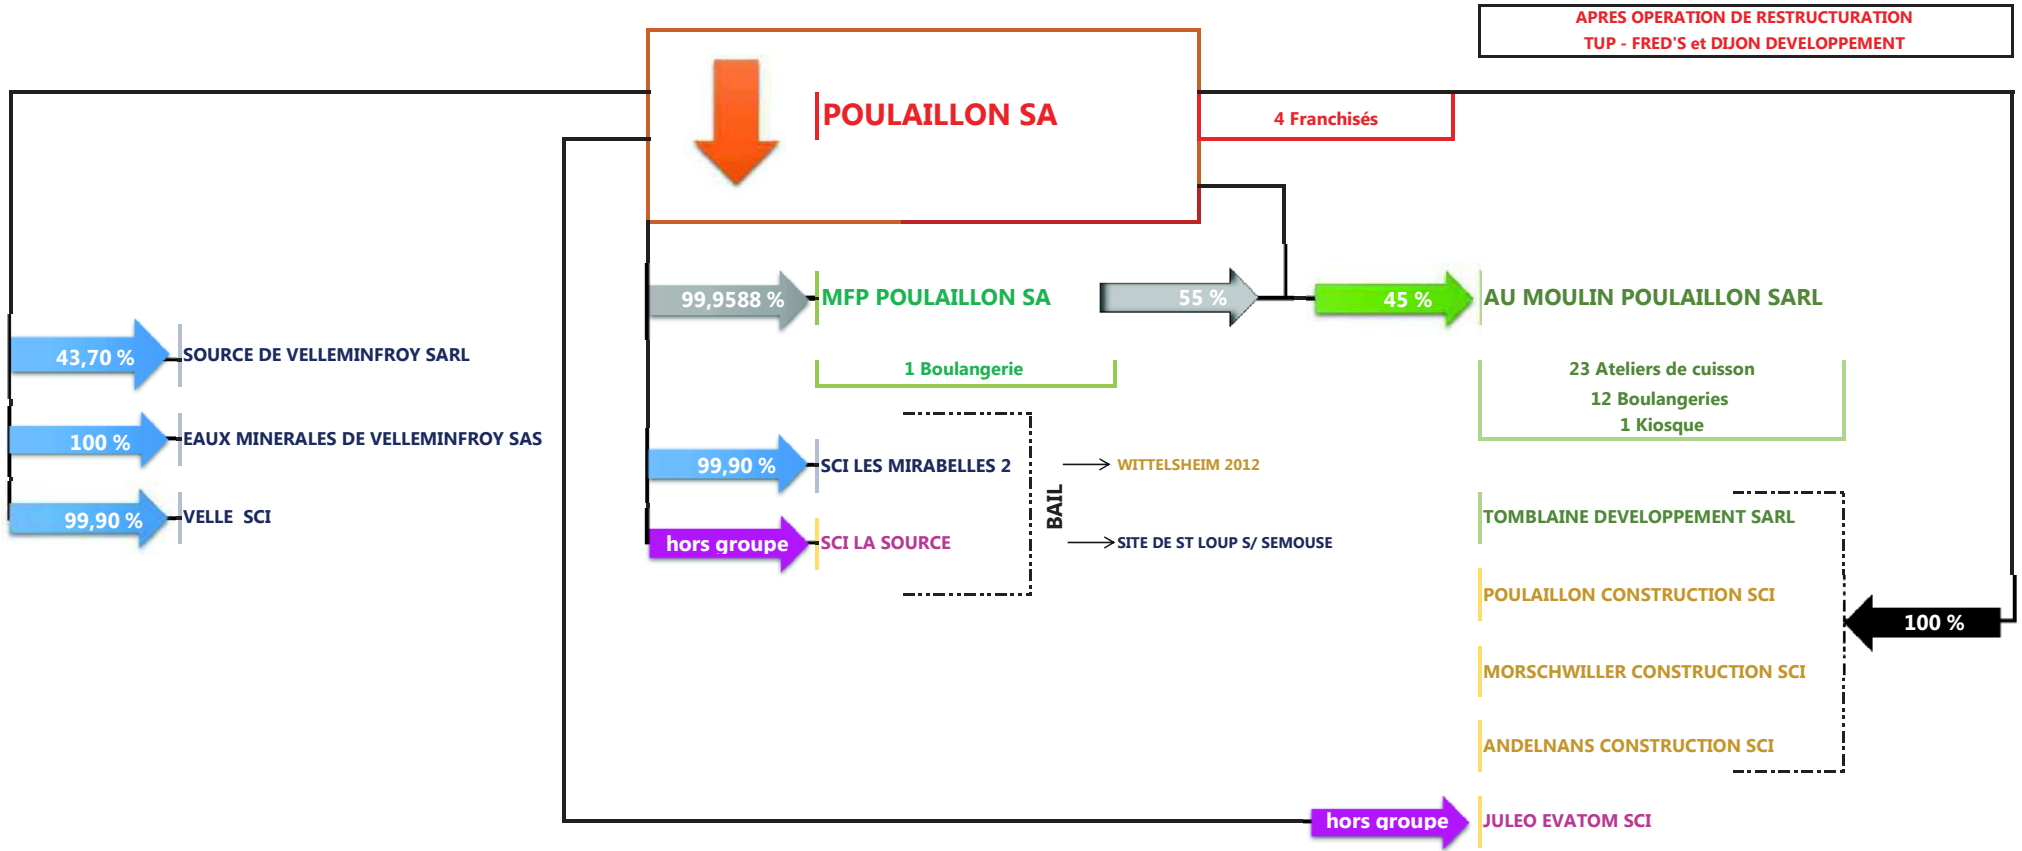 APRES OPERATION DE RESTRUCTURATION
TUP - FRED'S et DIJON DEVELOPPEMENT
POULAILLON SA
4 Franchisés
99,9588 %
MFP POULAILLON SA
55 %
45 %
AU MOULIN POULAILLON SARL
43,70 %
SOURCE DE VELLEMINFROY SARL
1 Boulangerie
23 Ateliers de cuisson
12 Boulangeries
1 Kiosque
100 %
EAUX MINERALES DE VELLEMINFROY SAS
99,90 %
SCI LES MIRABELLES 2
BAIL
WITTELSHEIM 2012
99,90 %
VELLE SCI
hors groupe
SCI LA SOURCE
SITE DE ST LOUP S/ SEMOUSE
TOMBLAINE DEVELOPPEMENT SARL
POULAILLON CONSTRUCTION SCI
100 %
MORSCHWILLER CONSTRUCTION SCI
ANDELNANS CONSTRUCTION SCI
hors groupe
JULEO EVATOM SCI